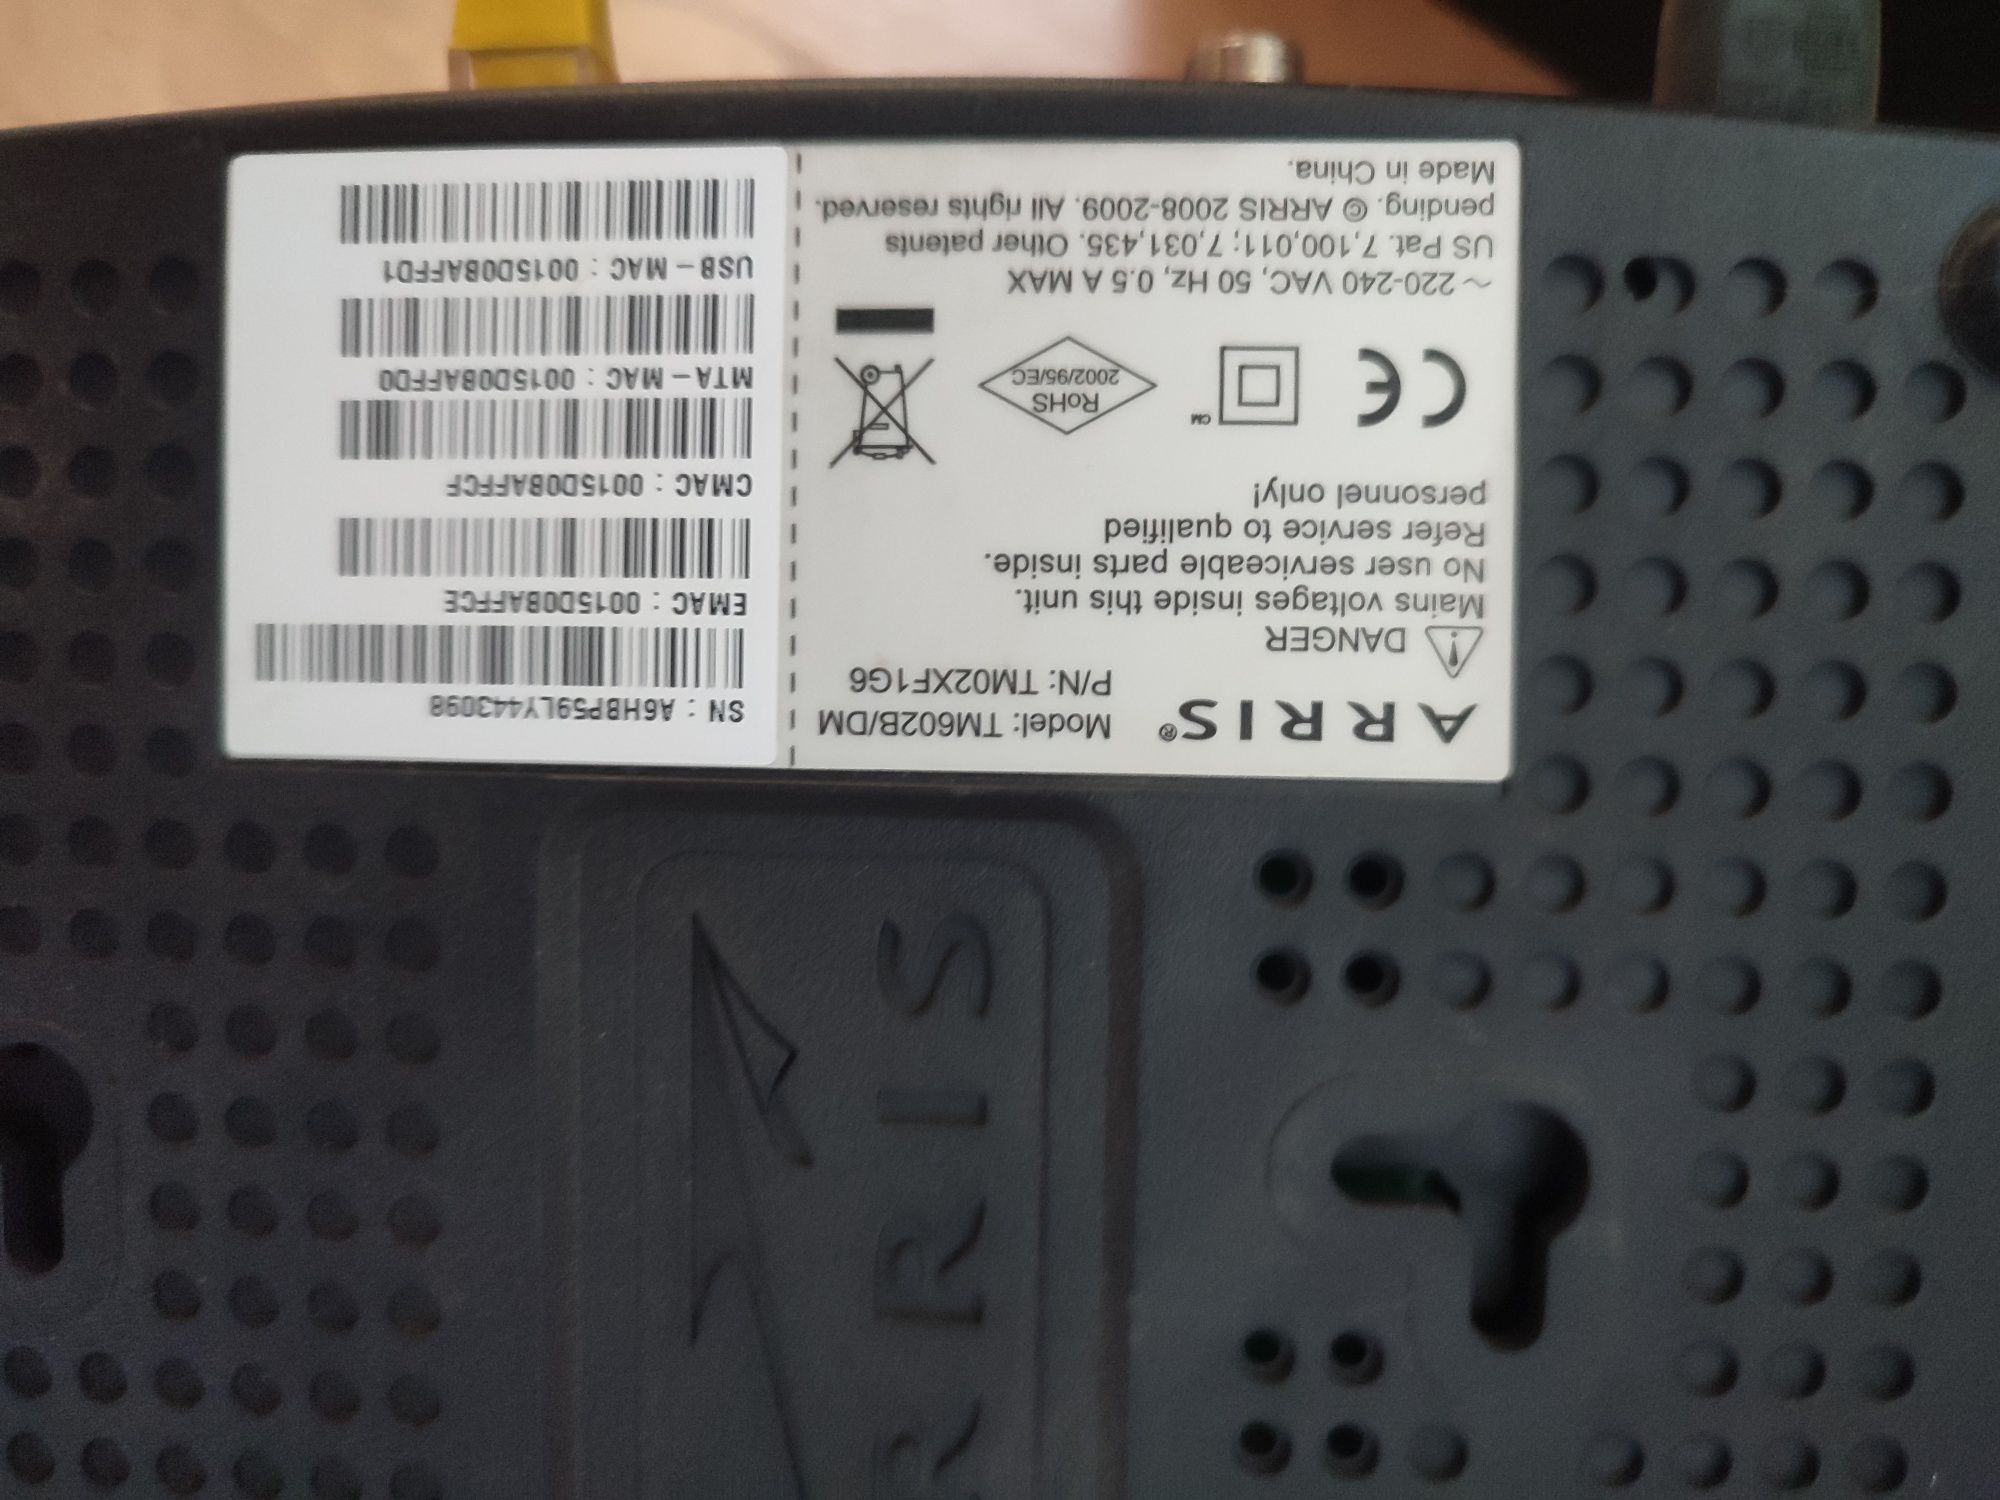 ARRIS®
Model: TM602B/DM
P/N: TM02XF1G6
DANGER
Mains voltages inside this unit.
No user serviceable parts inside.
Refer service to qualified
personnel only!
CE
CM
RoHS
2002/95/EC
~ 220-240 VAC, 50 Hz, 0.5 A MAX
US Pat. 7,100,011; 7,031,435. Other patents
pending. © ARRIS 2008-2009. All rights reserved.
Made in China.
SN : A6HBP59LY443098
EMAC : 0015D0BAFFCE
CMAC : 0015D0BAFFCF
MTA – MAC : 0015D0BAFFD0
USB – MAC : 0015D0BAFFD1
RRIS